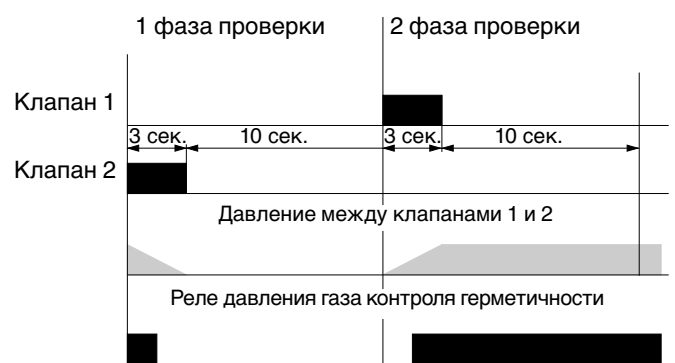 1 фаза проверки
2 фаза проверки
Клапан 1
3 сек.
10 сек.
3 сек.
10 сек.
Клапан 2
Давление между клапанами 1 и 2
Реле давления газа контроля герметичности